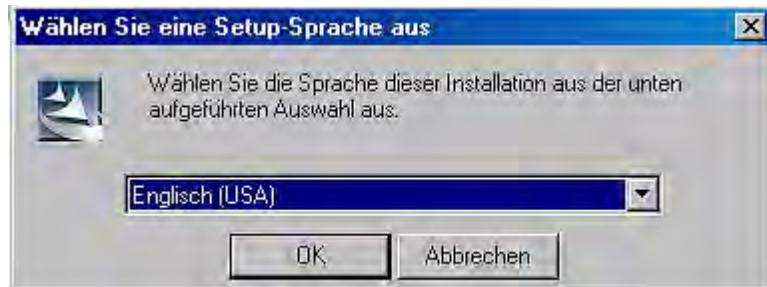 Wählen Sie eine Setup-Sprache aus
Wählen Sie die Sprache dieser Installation aus der unten
aufgeführten Auswahl aus.
Englisch (USA)
OK
Abbrechen